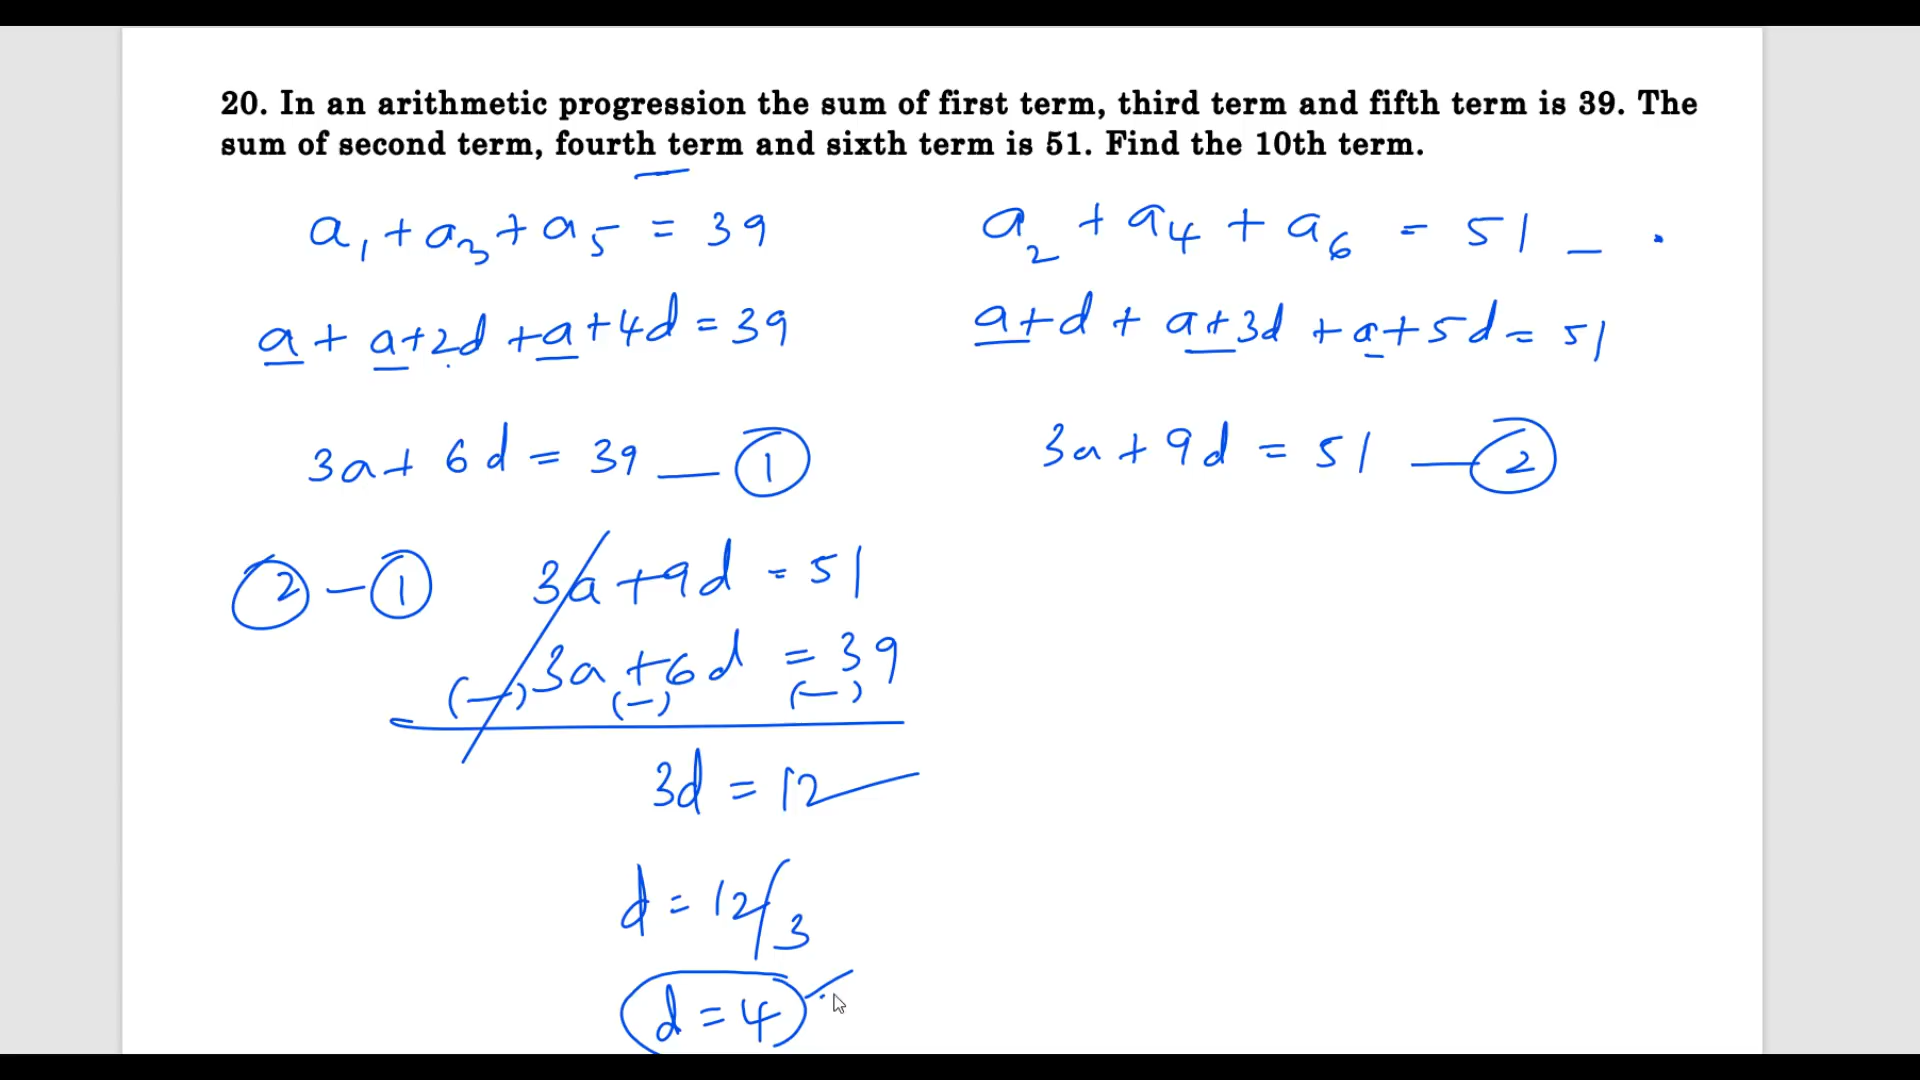 20. In an arithmetic progression the sum of first term, third term and fifth term is 39. The
sum of second term, fourth term and sixth term is 51. Find the 10th term.
a₁ + a₃ + a₅ = 39
a₂ + a₄ + a₆ = 51
a + a+2d + a+4d = 39
a+d + a+3d + a+5d = 51
3a + 6d = 39 — ①
3a + 9d = 51 — ②
② - ① 3a + 9d = 51
3a + 6d = 39
(-) (-) (-)
3d = 12
d = 12/3
d = 4